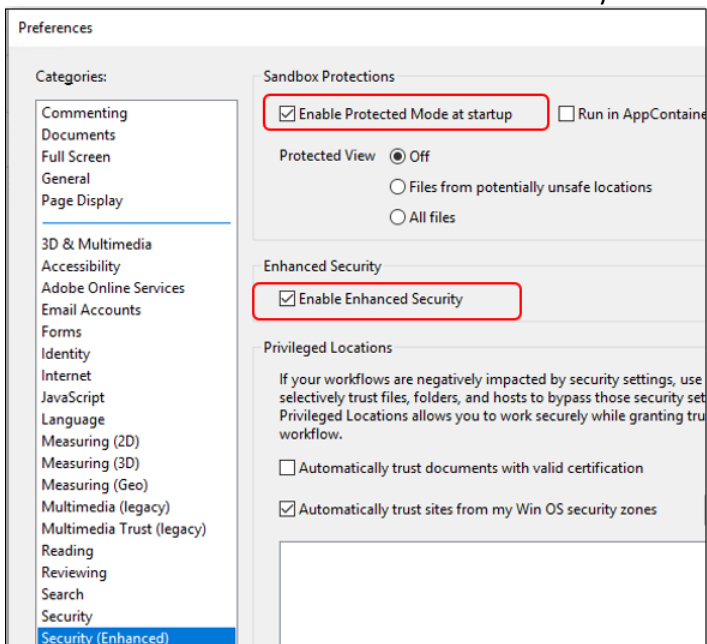 Preferences
Categories:
Commenting
Documents
Full Screen
General
Page Display
3D & Multimedia
Accessibility
Adobe Online Services
Email Accounts
Forms
Identity
Internet
JavaScript
Language
Measuring (2D)
Measuring (3D)
Measuring (Geo)
Multimedia (legacy)
Multimedia Trust (legacy)
Reading
Reviewing
Search
Security
Security (Enhanced)
Sandbox Protections
Enable Protected Mode at startup
Run in AppContaine
Protected View
Off
Files from potentially unsafe locations
All files
Enhanced Security
Enable Enhanced Security
Privileged Locations
If your workflows are negatively impacted by security settings, use
selectively trust files, folders, and hosts to bypass those security set
Privileged Locations allows you to work securely while granting tru
workflow.
Automatically trust documents with valid certification
Automatically trust sites from my Win OS security zones